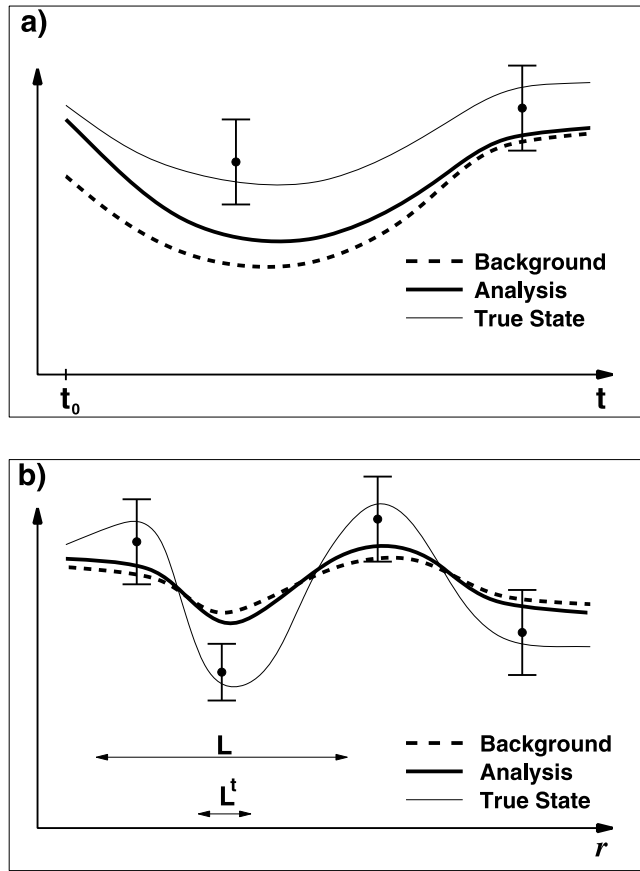 a)
Background
Analysis
True State
t₀
t
b)
L
Lᵗ
Background
Analysis
True State
r